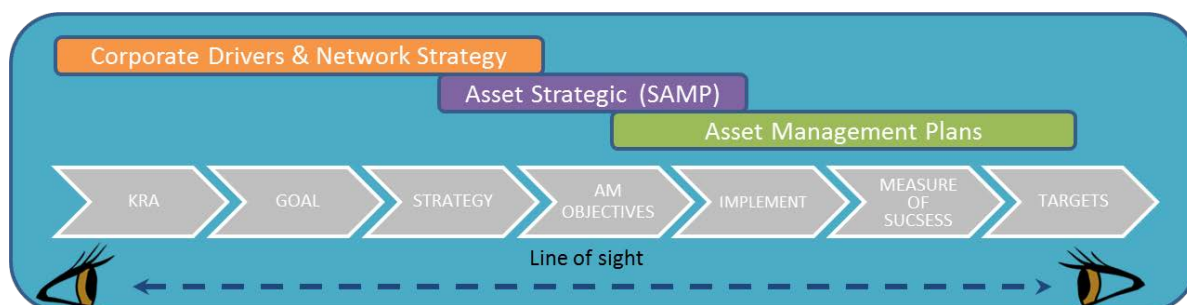 Corporate Drivers & Network Strategy
Asset Strategic (SAMP)
Asset Management Plans
KRA
GOAL
STRATEGY
AM
OBJECTIVES
IMPLEMENT
MEASURE
OF
SUCSESS
TARGETS
Line of sight